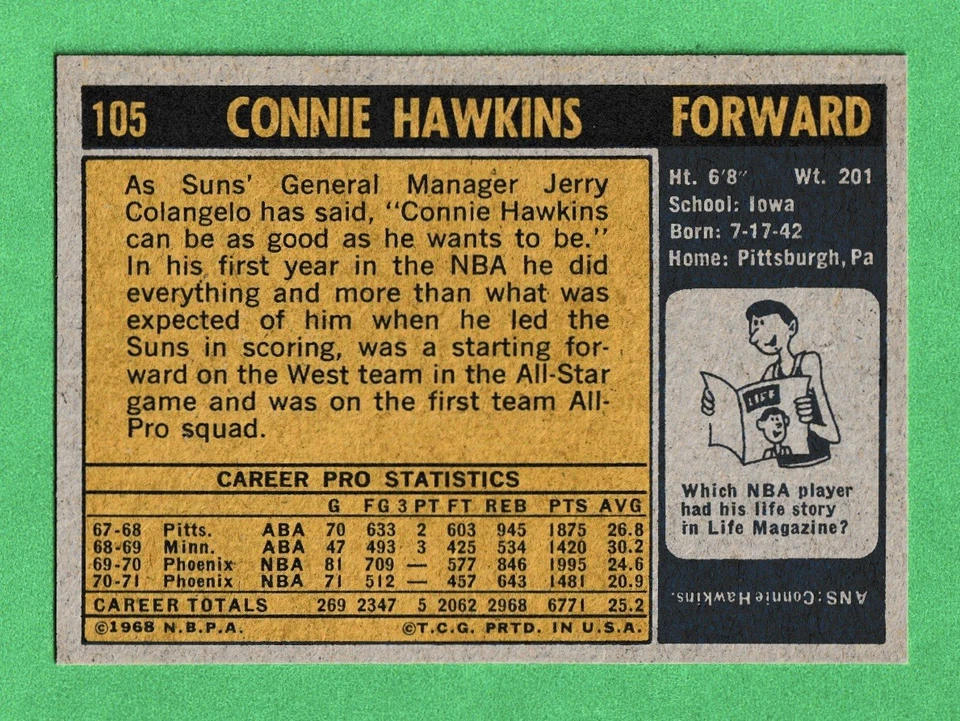 105 CONNIE HAWKINS FORWARD
As Suns' General Manager Jerry
Colangelo has said, "Connie Hawkins
can be as good as he wants to be."
In his first year in the NBA he did
everything and more than what was
expected of him when he led the
Suns in scoring, was a starting for-
ward on the West team in the All-Star
game and was on the first team All-
Pro squad.
CAREER PRO STATISTICS
G FG 3 PT FT REB PTS AVG
67-68 Pitts. ABA 70 633 2 603 945 1875 26.8
68-69 Minn. ABA 47 493 3 425 534 1420 30.2
69-70 Phoenix NBA 81 709 — 577 846 1995 24.6
70-71 Phoenix NBA 71 512 — 457 643 1481 20.9
CAREER TOTALS 269 2347 5 2062 2968 6771 25.2
©1968 N.B.P.A. ©T.C.G. PRTD. IN U.S.A.
Ht. 6'8" Wt. 201
School: Iowa
Born: 7-17-42
Home: Pittsburgh, Pa
LIFE
Which NBA player
had his life story
in Life Magazine?
ANS: Connie Hawkins.